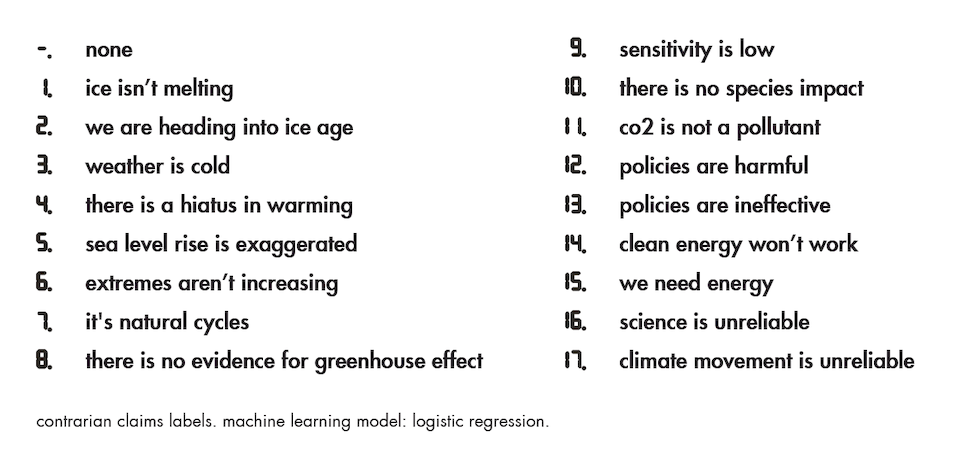 -. none
1. ice isn't melting
2. we are heading into ice age
3. weather is cold
4. there is a hiatus in warming
5. sea level rise is exaggerated
6. extremes aren't increasing
7. it's natural cycles
8. there is no evidence for greenhouse effect
9. sensitivity is low
10. there is no species impact
11. co2 is not a pollutant
12. policies are harmful
13. policies are ineffective
14. clean energy won't work
15. we need energy
16. science is unreliable
17. climate movement is unreliable
contrarian claims labels. machine learning model: logistic regression.